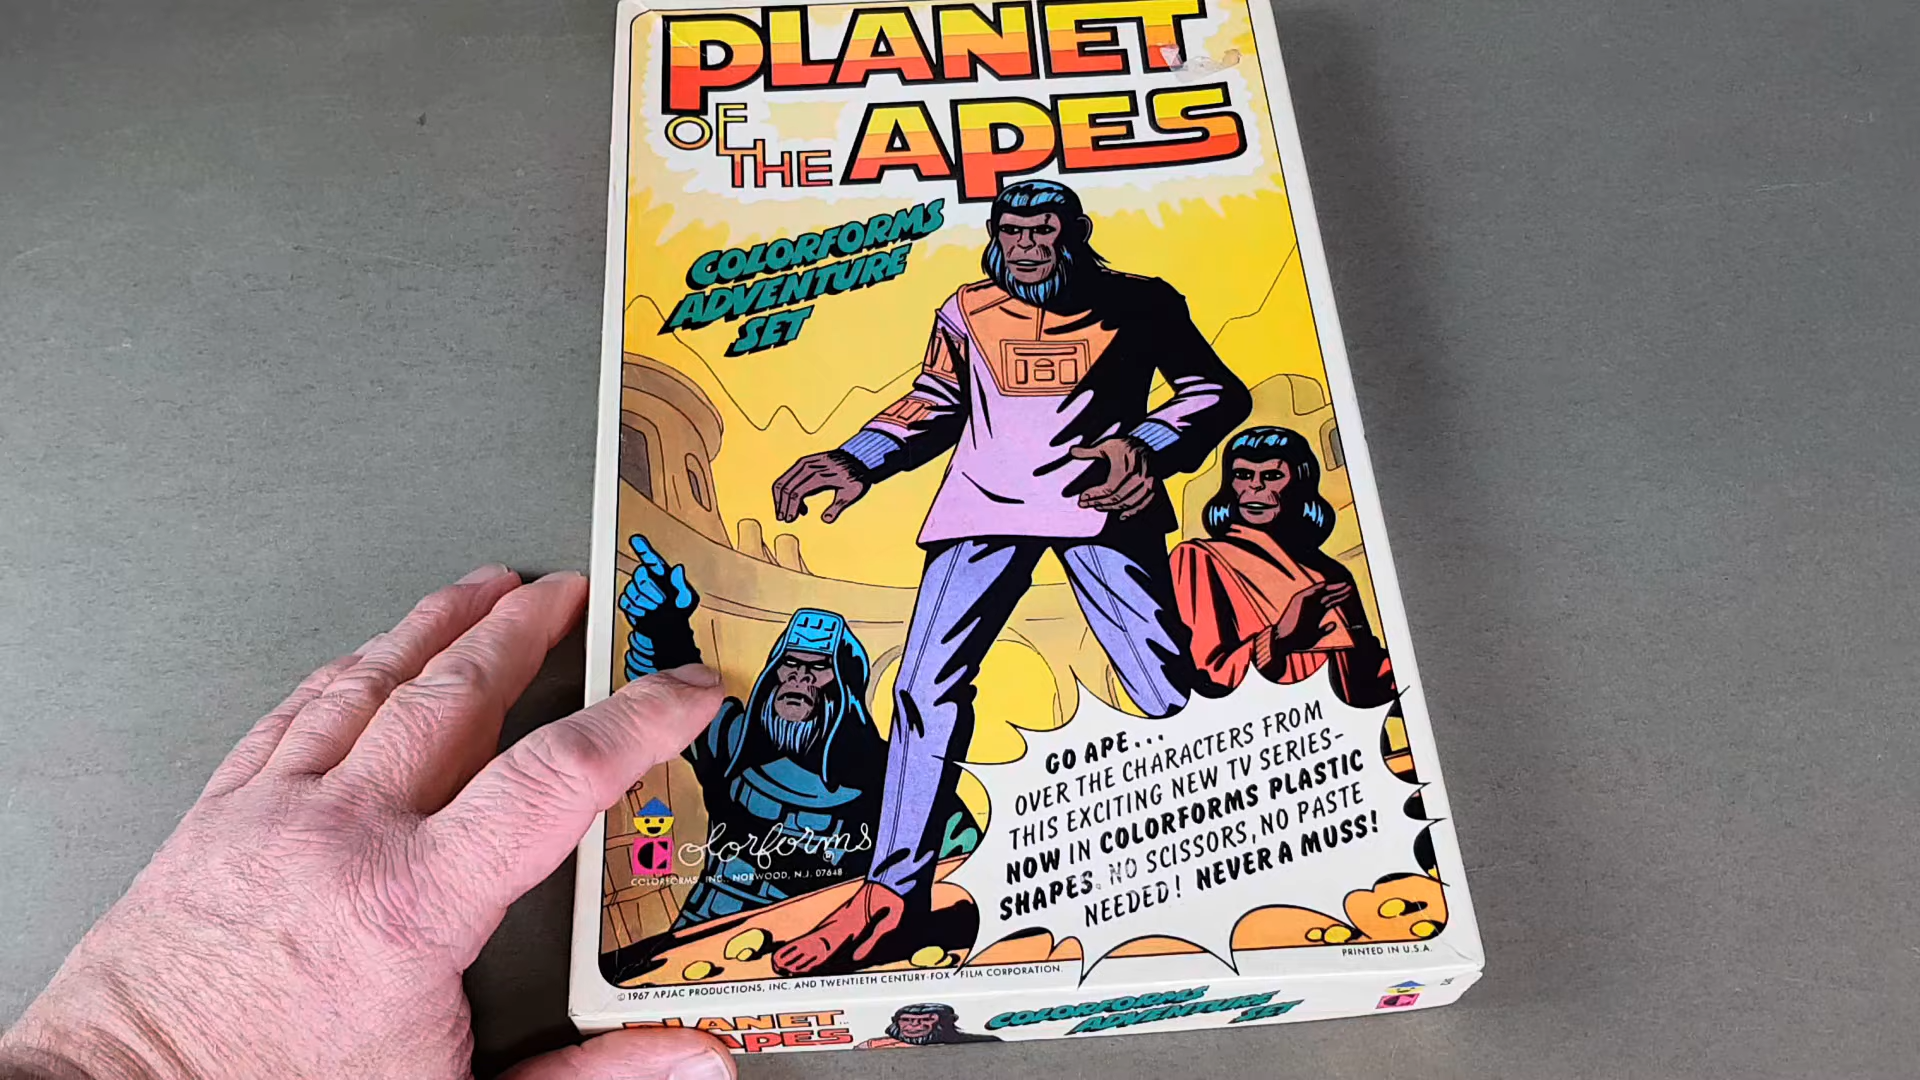 PLANET
OF
THE APES
COLORFORMS
ADVENTURE
SET
GO APE...
OVER THE CHARACTERS FROM
THIS EXCITING NEW TV SERIES-
NOW IN COLORFORMS PLASTIC
SHAPES. NO SCISSORS, NO PASTE
NEEDED! NEVER A MUSS!
Colorforms ®
COLORFORMS, INC., NORWOOD, N.J. 07648
© 1967 APJAC PRODUCTIONS, INC. AND TWENTIETH CENTURY-FOX FILM CORPORATION.
PRINTED IN U.S.A.
PLANET
APES
COLORFORMS
ADVENTURE
SET